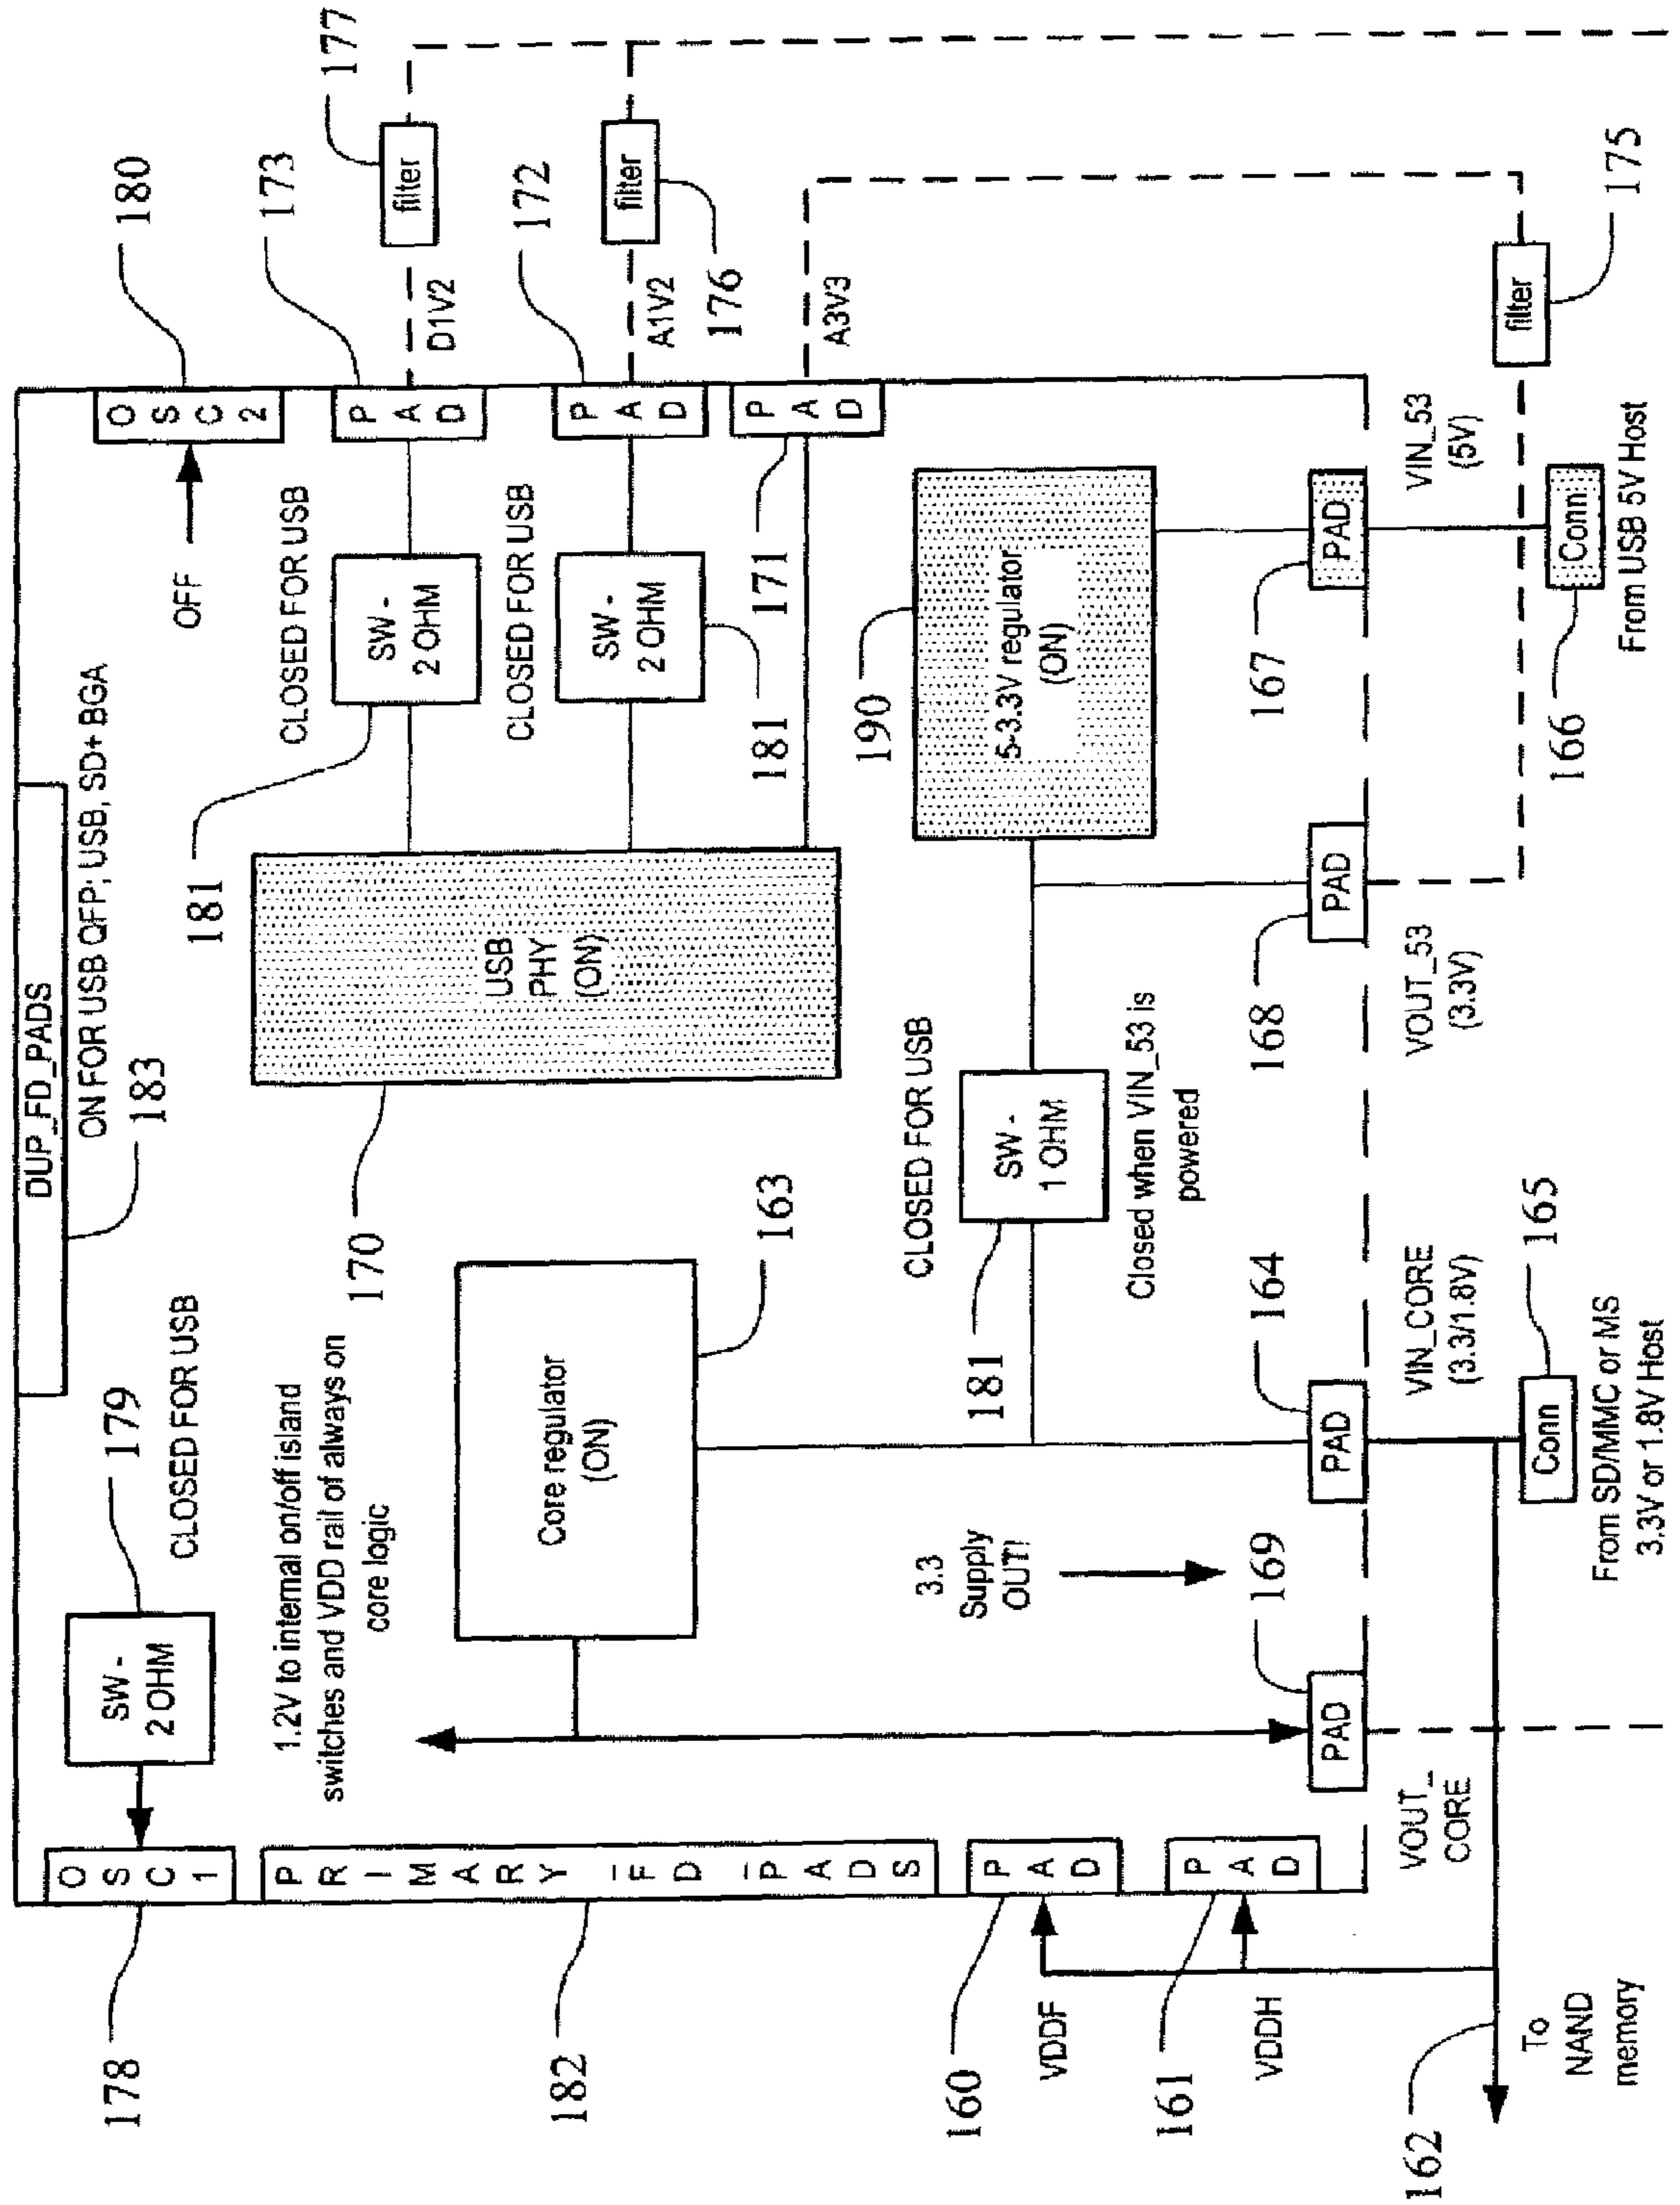 DUP_FD_PADS
ON FOR USB QFP; USB, SD+ BGA
183
177
filter
180
OSC2
OFF
173
PAD
D1V2
CLOSED FOR USB
SW -
2 OHM
181
172
PAD
A1V2
filter
176
CLOSED FOR USB
SW -
2 OHM
181
171
PAD
A3V3
filter
175
USB
PHY
(ON)
170
179
SW -
2 OHM
CLOSED FOR USB
OSC1
178
1.2V to internal on/off island
switches and VDD rail of always on
core logic
Core regulator
(ON)
163
PRIMARY_FD_PADS
182
190
5-3.3V regulator
(ON)
CLOSED FOR USB
SW -
1 OHM
181
Closed when VIN_53 is
powered
167
PAD
VIN_53
(5V)
Conn
166
From USB 5V Host
168
PAD
VOUT_53
(3.3V)
164
PAD
VIN_CORE
(3.3/1.8V)
165
Conn
From SD/MMC or MS
3.3V or 1.8V Host
3.3
Supply
OUT!
169
PAD
VOUT_
CORE
PAD
160
VDDF
PAD
161
VDDH
162
To
NAND
memory